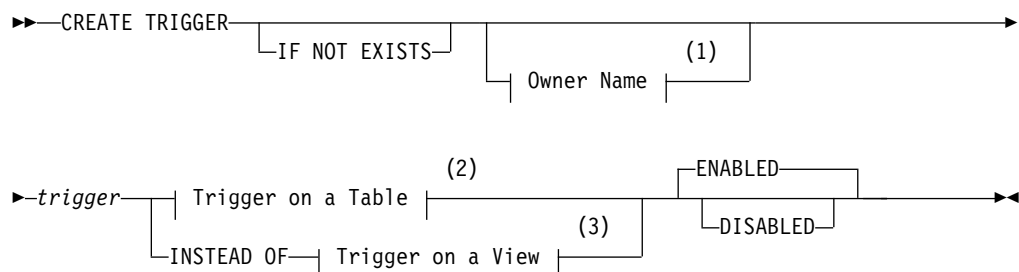 CREATE TRIGGER
IF NOT EXISTS
(1)
Owner Name
(2)
ENABLED
trigger
Trigger on a Table
(3)
DISABLED
INSTEAD OF
Trigger on a View